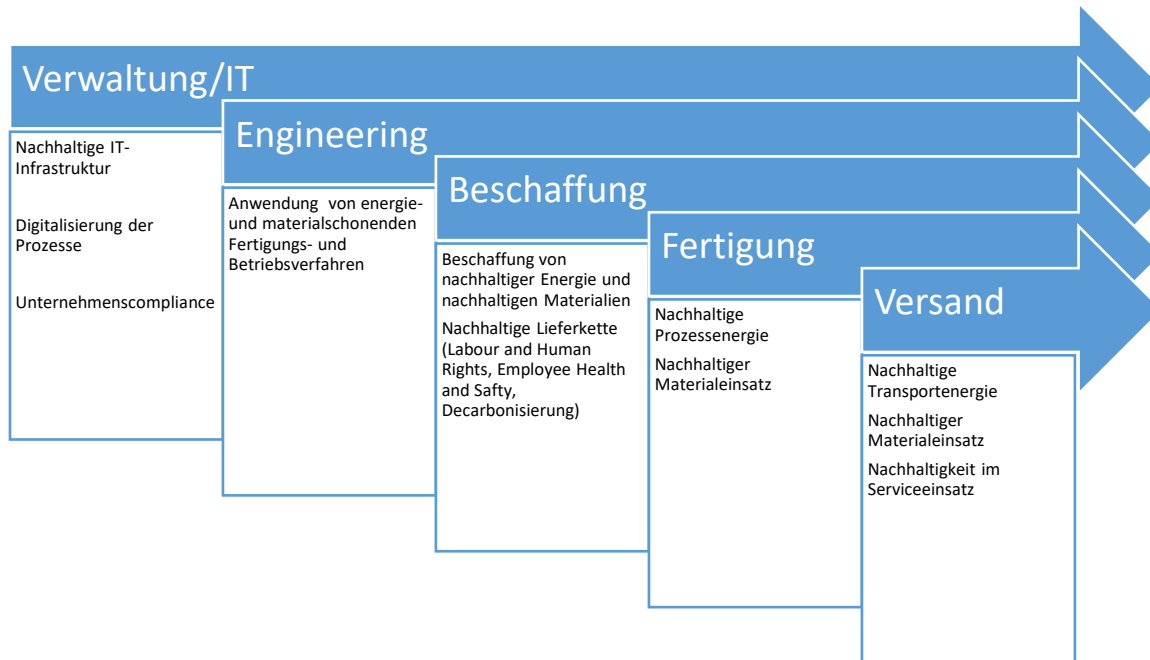 Verwaltung/IT
Nachhaltige IT-
Infrastruktur
Digitalisierung der
Prozesse
Unternehmenscompliance
Engineering
Anwendung von energie-
und materialschonenden
Fertigungs- und
Betriebsverfahren
Beschaffung
Beschaffung von
nachhaltiger Energie und
nachhaltigen Materialien
Nachhaltige Lieferkette
(Labour and Human
Rights, Employee Health
and Safty,
Decarbonisierung)
Fertigung
Nachhaltige
Prozessenergie
Nachhaltiger
Materialeinsatz
Versand
Nachhaltige
Transportenergie
Nachhaltiger
Materialeinsatz
Nachhaltigkeit im
Serviceeinsatz